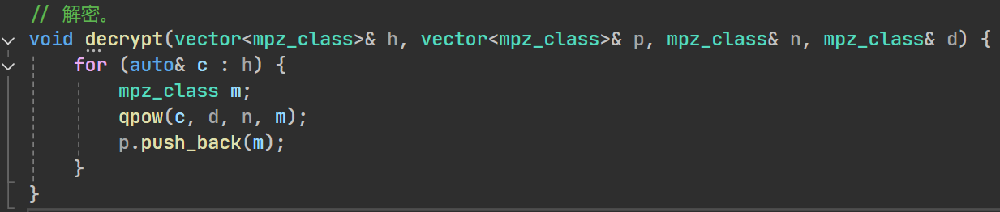 // 解密。
void decrypt(vector<mpz_class>& h, vector<mpz_class>& p, mpz_class& n, mpz_class& d) {
    for (auto& c : h) {
        mpz_class m;
        qpow(c, d, n, m);
        p.push_back(m);
    }
}